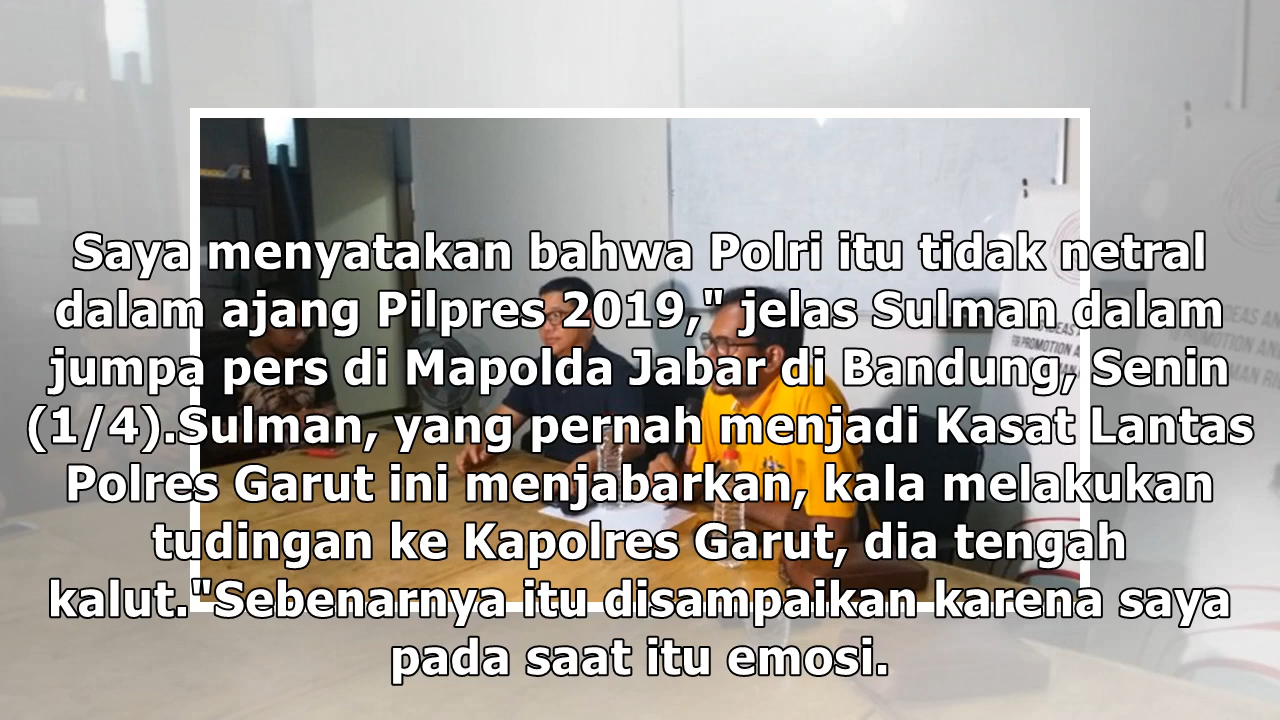 Saya menyatakan bahwa Polri itu tidak netral
dalam ajang Pilpres 2019," jelas Sulman dalam
jumpa pers di Mapolda Jabar di Bandung, Senin
(1/4).Sulman, yang pernah menjadi Kasat Lantas
Polres Garut ini menjabarkan, kala melakukan
tudingan ke Kapolres Garut, dia tengah
kalut."Sebenarnya itu disampaikan karena saya
pada saat itu emosi.